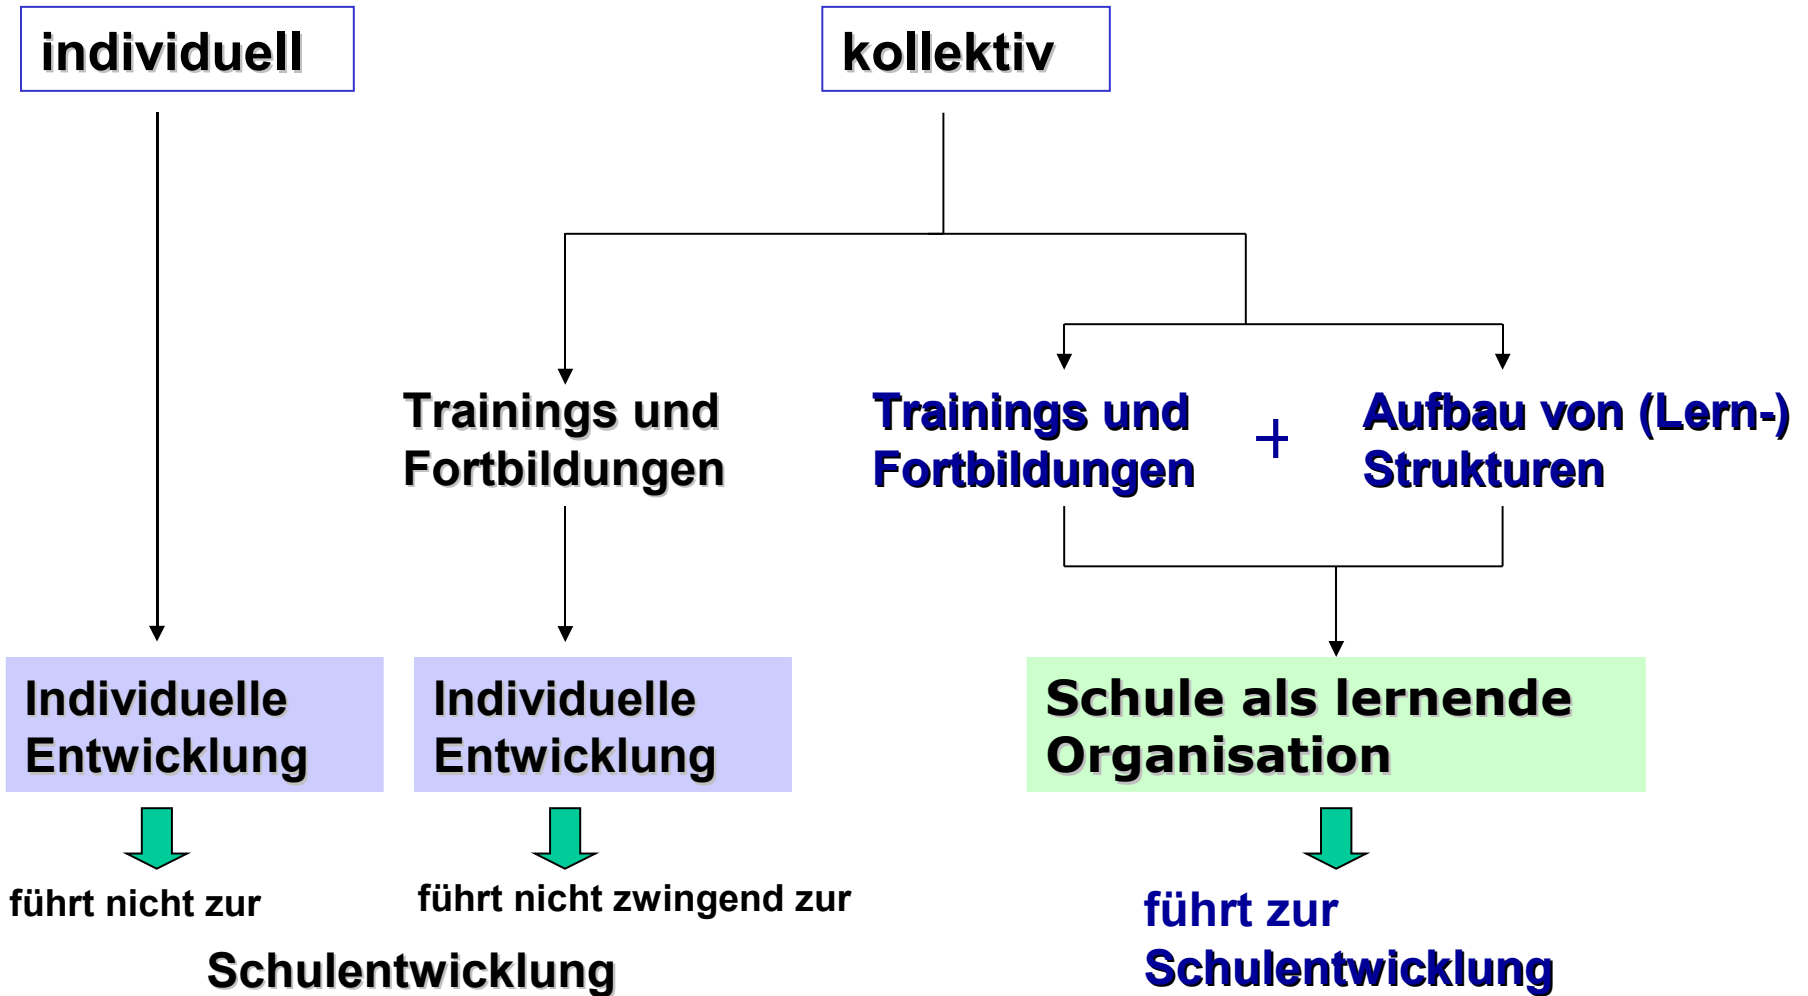 individuell
kollektiv
Trainings und
Fortbildungen
Trainings und
Fortbildungen
+
Aufbau von (Lern-)
Strukturen
Individuelle
Entwicklung
Individuelle
Entwicklung
Schule als lernende
Organisation
führt nicht zur
führt nicht zwingend zur
Schulentwicklung
führt zur
Schulentwicklung